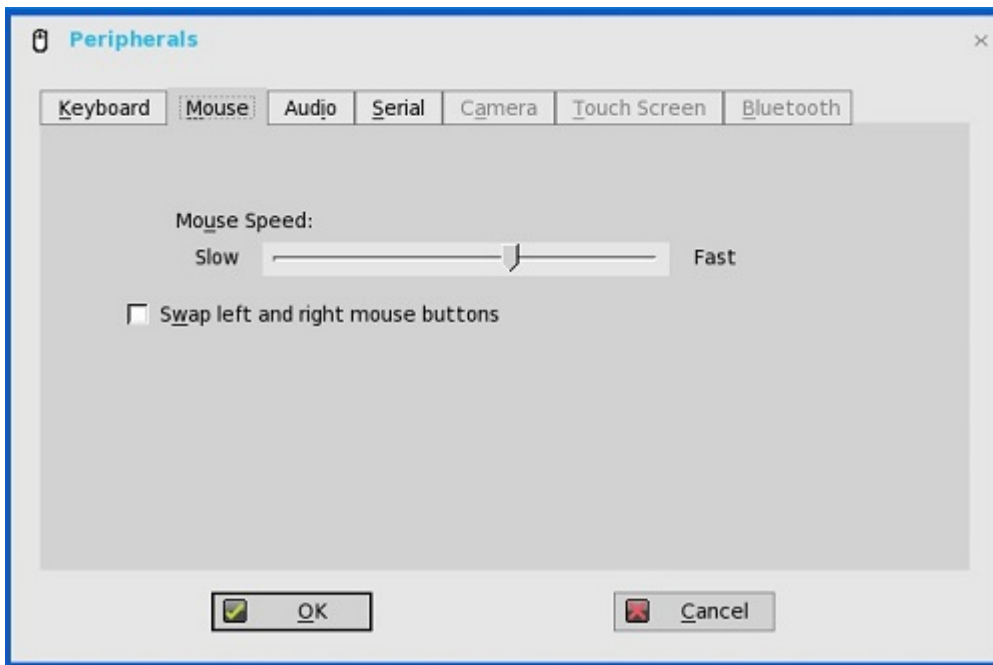 Peripherals
Keyboard Mouse Audio Serial Camera Touch Screen Bluetooth
Mouse Speed:
Slow Fast
Swap left and right mouse buttons
OK Cancel